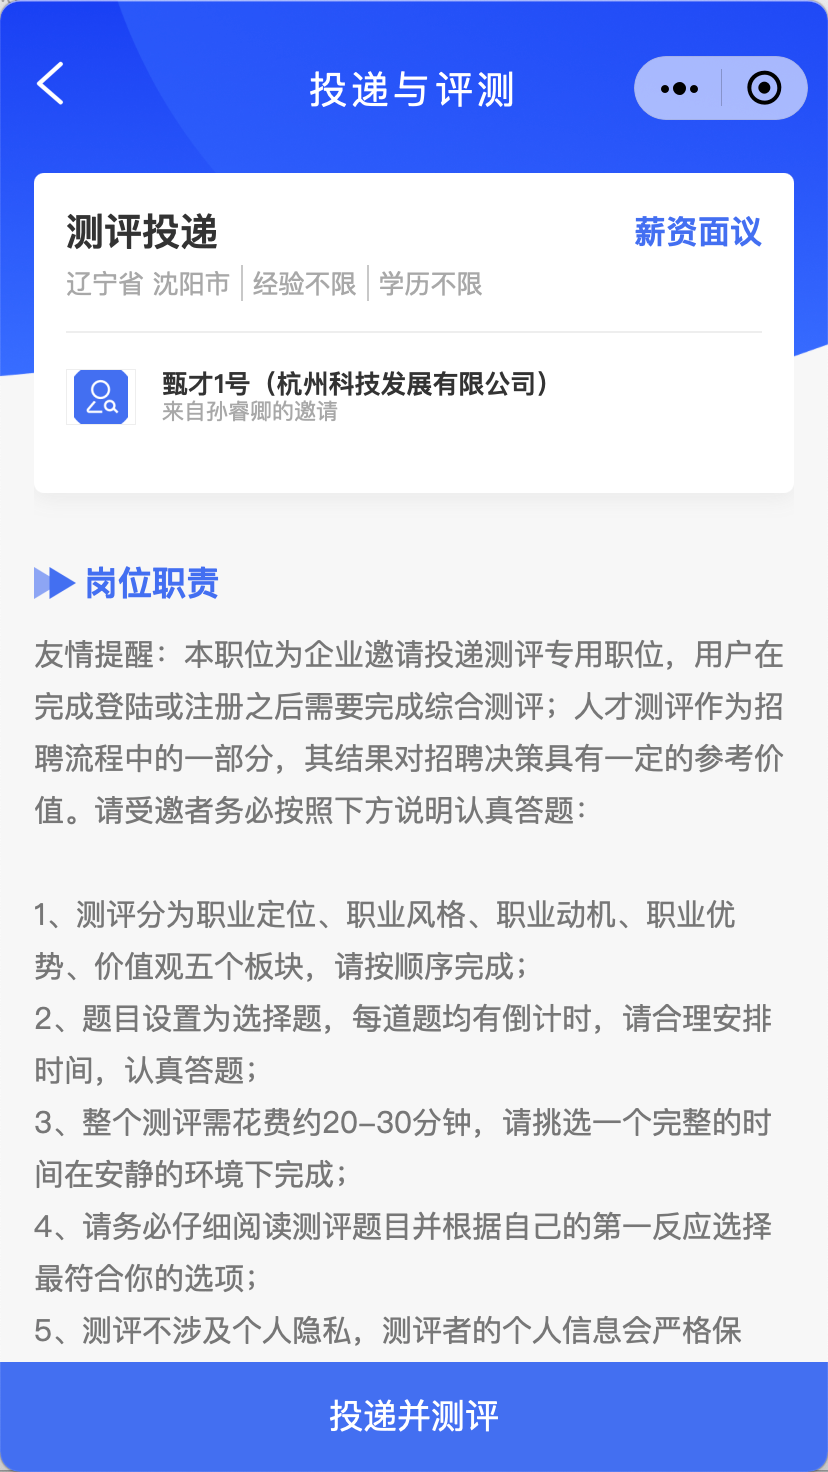 投递与评测
测评投递
薪资面议
辽宁省 沈阳市 | 经验不限 | 学历不限
甄才1号（杭州科技发展有限公司）
来自孙睿卿的邀请
岗位职责
友情提醒：本职位为企业邀请投递测评专用职位，用户在
完成登陆或注册之后需要完成综合测评；人才测评作为招
聘流程中的一部分，其结果对招聘决策具有一定的参考价
值。请受邀者务必按照下方说明认真答题：
1、测评分为职业定位、职业风格、职业动机、职业优
势、价值观五个板块，请按顺序完成；
2、题目设置为选择题，每道题均有倒计时，请合理安排
时间，认真答题；
3、整个测评需花费约20-30分钟，请挑选一个完整的时
间在安静的环境下完成；
4、请务必仔细阅读测评题目并根据自己的第一反应选择
最符合你的选项；
5、测评不涉及个人隐私，测评者的个人信息会严格保
投递并测评